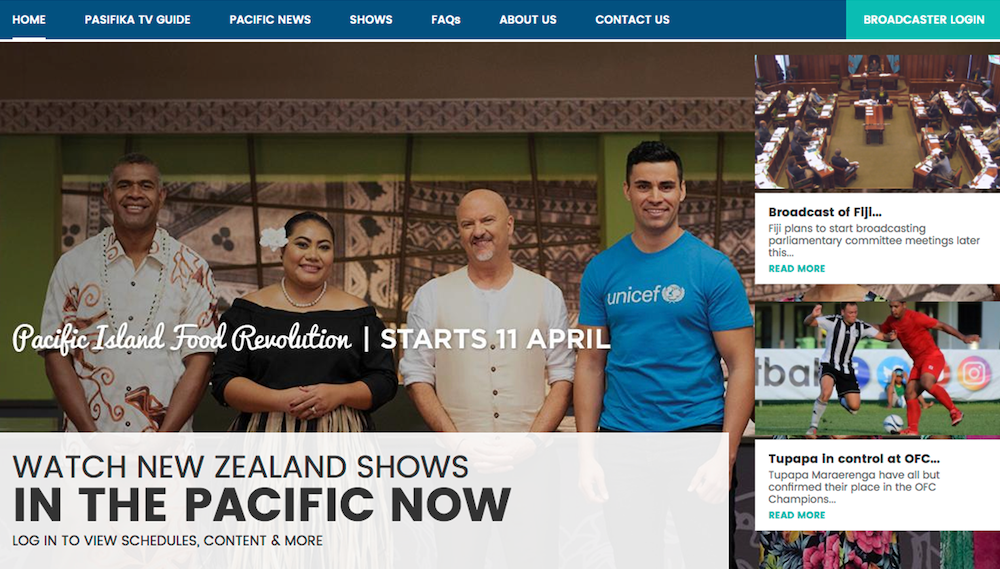 HOME
PASIFIKA TV GUIDE
PACIFIC NEWS
SHOWS
FAQs
ABOUT US
CONTACT US
BROADCASTER LOGIN
unicef
Pacific Island Food Revolution | STARTS 11 APRIL
WATCH NEW ZEALAND SHOWS
IN THE PACIFIC NOW
LOG IN TO VIEW SCHEDULES, CONTENT & MORE
Broadcast of Fiji...
Fiji plans to start broadcasting
parliamentary committee meetings later
this...
READ MORE
tbal
Tupapa in control at OFC...
Tupapa Maraerenga have all but
confirmed their place in the OFC
Champions...
READ MORE